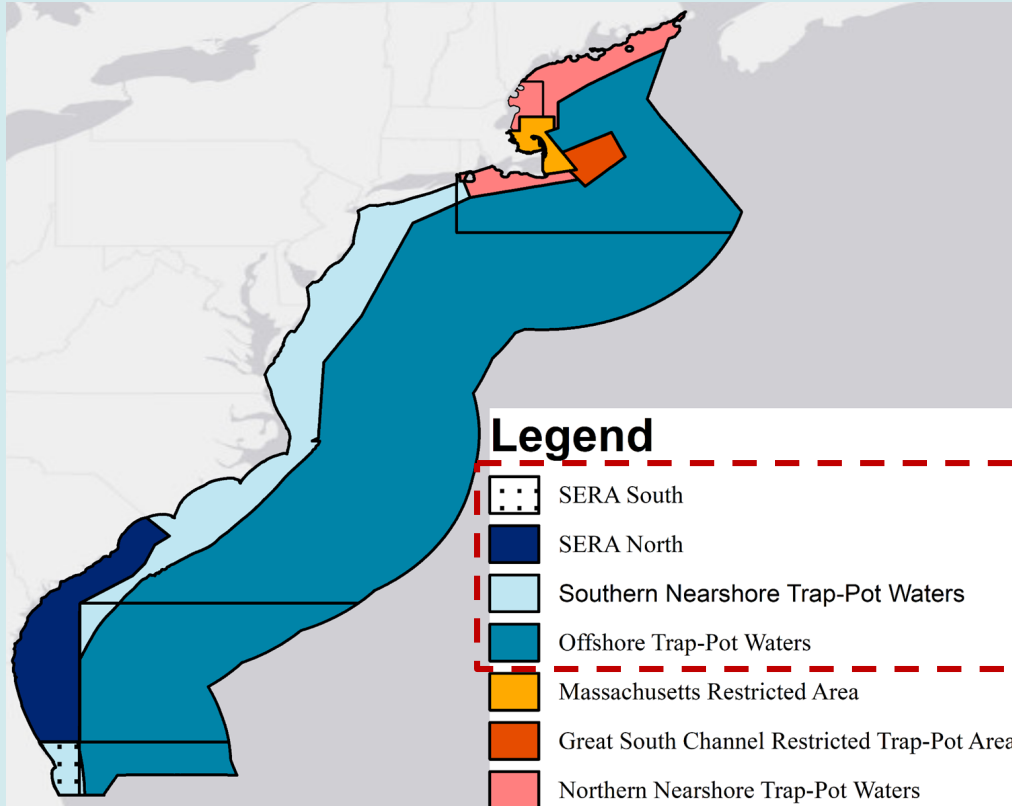 Legend
SERA South
SERA North
Southern Nearshore Trap-Pot Waters
Offshore Trap-Pot Waters
Massachusetts Restricted Area
Great South Channel Restricted Trap-Pot Area
Northern Nearshore Trap-Pot Waters